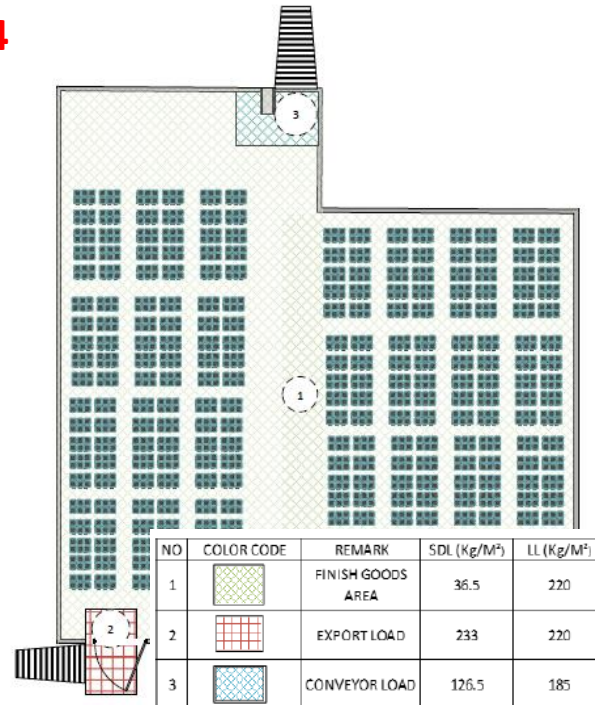 4
3
1
2
NO COLOR CODE REMARK SDL (Kg/M²) LL (Kg/M²)
1 FINISH GOODS AREA 36.5 220
2 EXPORT LOAD 233 220
3 CONVEYOR LOAD 126.5 185